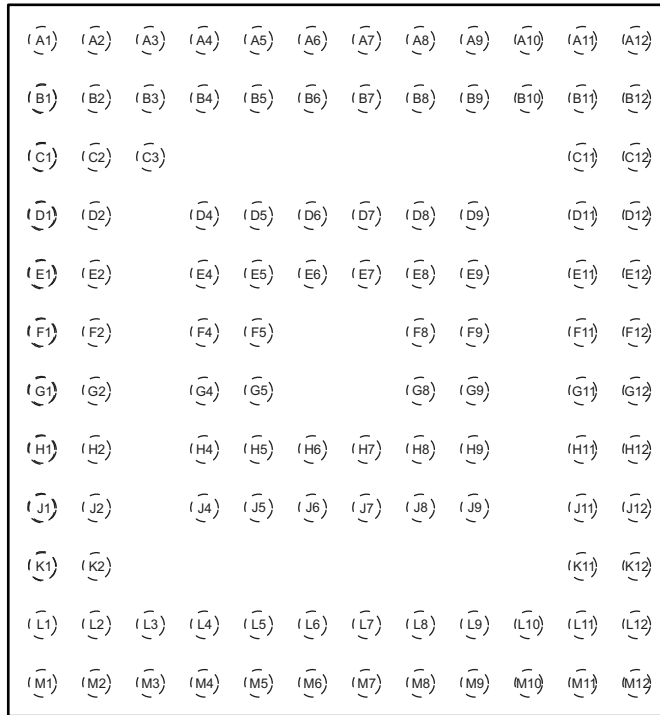 A1 A2 A3 A4 A5 A6 A7 A8 A9 A10 A11 A12
B1 B2 B3 B4 B5 B6 B7 B8 B9 B10 B11 B12
C1 C2 C3 C11 C12
D1 D2 D4 D5 D6 D7 D8 D9 D11 D12
E1 E2 E4 E5 E6 E7 E8 E9 E11 E12
F1 F2 F4 F5 F8 F9 F11 F12
G1 G2 G4 G5 G8 G9 G11 G12
H1 H2 H4 H5 H6 H7 H8 H9 H11 H12
J1 J2 J4 J5 J6 J7 J8 J9 J11 J12
K1 K2 K11 K12
L1 L2 L3 L4 L5 L6 L7 L8 L9 L10 L11 L12
M1 M2 M3 M4 M5 M6 M7 M8 M9 M10 M11 M12